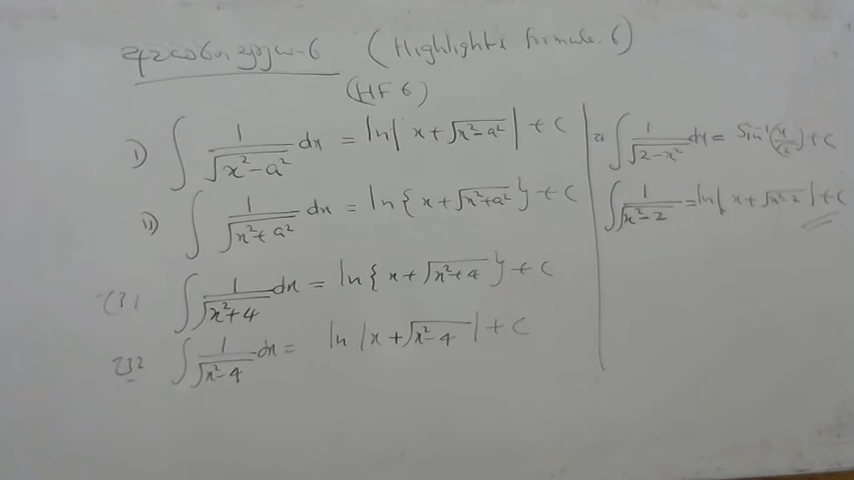 (Highlights formula. 6)
(HF 6)
i) ∫ 1/√(x²-a²) dx = ln| x + √(x²-a²) | + c
ii) ∫ 1/√(x²+a²) dx = ln{ x + √(x²+a²) } + c
∫ 1/√(x²+4) dx = ln{ x + √(x²+4) } + c
∫ 1/√(x²-4) dx = ln |x + √(x²-4) | + c
∫ 1/√(2-x²) dx = Sin⁻¹ + c
∫ 1/√(x²-2) = ln| x + √(x²-2) | + c